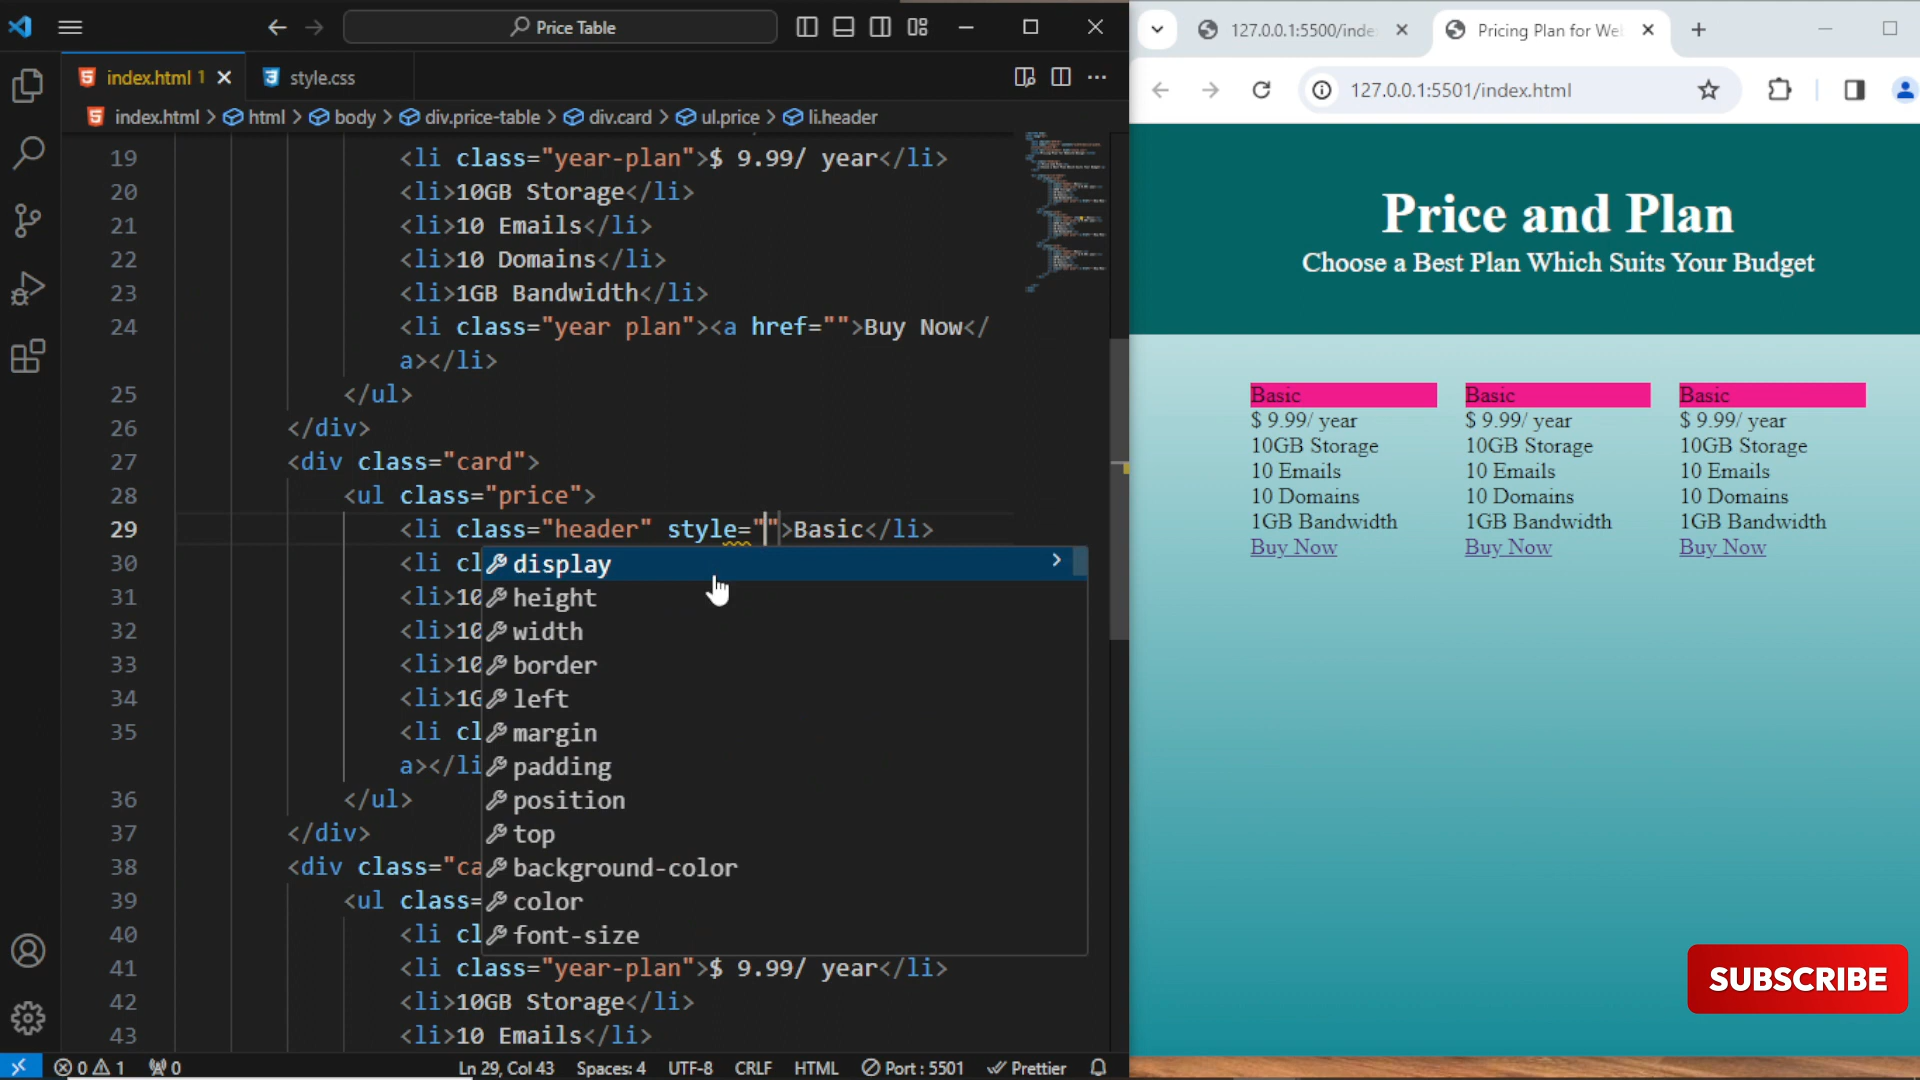 Price Table
index.html 1
style.css
index.html > html > body > div.price-table > div.card > ul.price > li.header
19 <li class="year-plan">$ 9.99/ year</li>
20 <li>10GB Storage</li>
21 <li>10 Emails</li>
22 <li>10 Domains</li>
23 <li>1GB Bandwidth</li>
24 <li class="year plan"><a href="">Buy Now</
a></li>
25 </ul>
26 </div>
27 <div class="card">
28 <ul class="price">
29 <li class="header" style="">Basic</li>
30 <li cl
31 <li>10
32 <li>10
33 <li>10
34 <li>1G
35 <li cl
a></li
36 </ul>
37 </div>
38 <div class="ca
39 <ul class=
40 <li cl
41 <li class="year-plan">$ 9.99/ year</li>
42 <li>10GB Storage</li>
43 <li>10 Emails</li>
display
height
width
border
left
margin
padding
position
top
background-color
color
font-size
0 1 0
Ln 29, Col 43 Spaces: 4 UTF-8 CRLF HTML Port : 5501 Prettier
127.0.0.1:5500/inde
Pricing Plan for We
127.0.0.1:5501/index.html
Price and Plan
Choose a Best Plan Which Suits Your Budget
Basic
$ 9.99/ year
10GB Storage
10 Emails
10 Domains
1GB Bandwidth
Buy Now
Basic
$ 9.99/ year
10GB Storage
10 Emails
10 Domains
1GB Bandwidth
Buy Now
Basic
$ 9.99/ year
10GB Storage
10 Emails
10 Domains
1GB Bandwidth
Buy Now
SUBSCRIBE